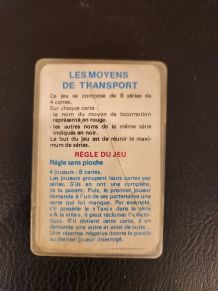 LES MOYENS
DE TRANSPORT
Ce jeu se compose de 8 séries de
4 cartes.
Sur chaque carte :
- le nom du moyen de locomotion
représenté en rouge.
- les autres noms de la même série
indiqués en noir.
Le but du jeu est de réunir le maxi-
mum de séries.
RÈGLE DU JEU
Règle sans pioche
4 joueurs : 8 cartes.
Les joueurs groupent leurs cartes par
séries. S'ils en ont une complète,
ils la posent. Puis, le premier joueur
demande à l'un de ses partenaires une
carte qui lui manque. Par exemple,
s'il possède le «Taxi» dans la série
«A la ville», il peut réclamer l'«Auto-
bus». S'il obtient cette carte, il en
demande une autre et ainsi de suite...
Une réponse négative donne la parole
au dernier joueur interrogé.